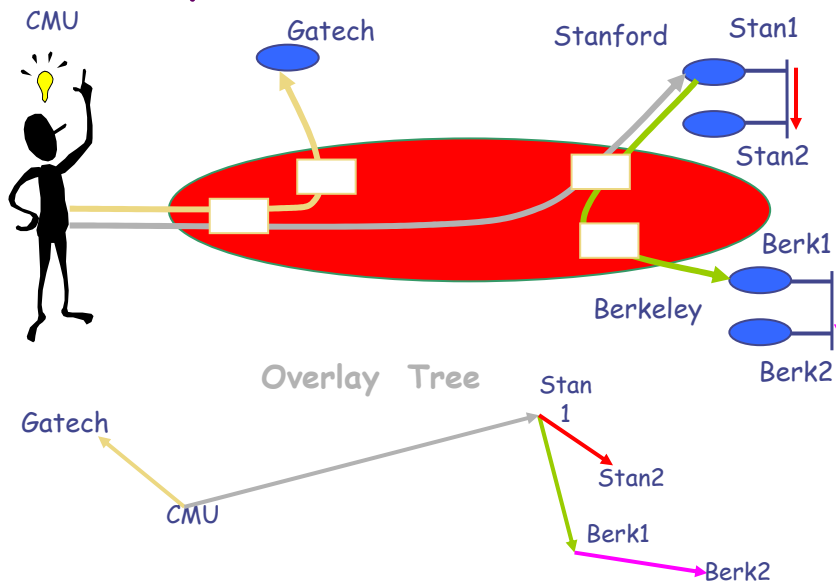 CMU
Gatech
Stanford
Stan1
Stan2
Berk1
Berkeley
Berk2
Overlay Tree
Stan
1
Gatech
Stan2
CMU
Berk1
Berk2